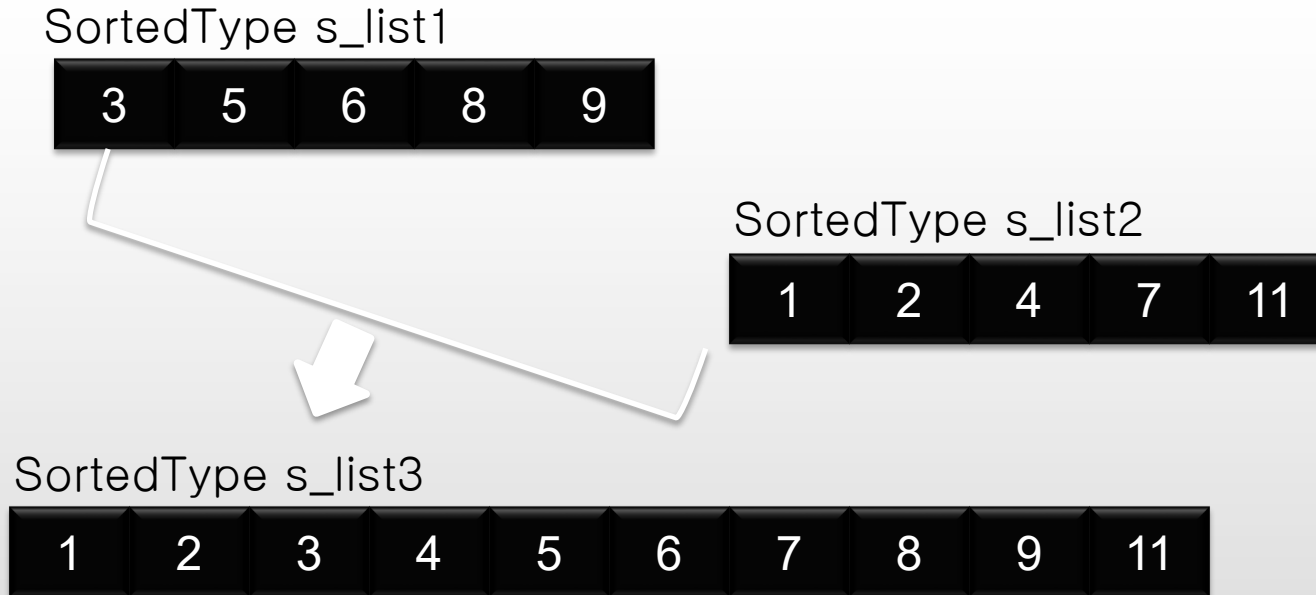 SortedType s_list1
3 5 6 8 9
SortedType s_list2
1 2 4 7 11
SortedType s_list3
1 2 3 4 5 6 7 8 9 11